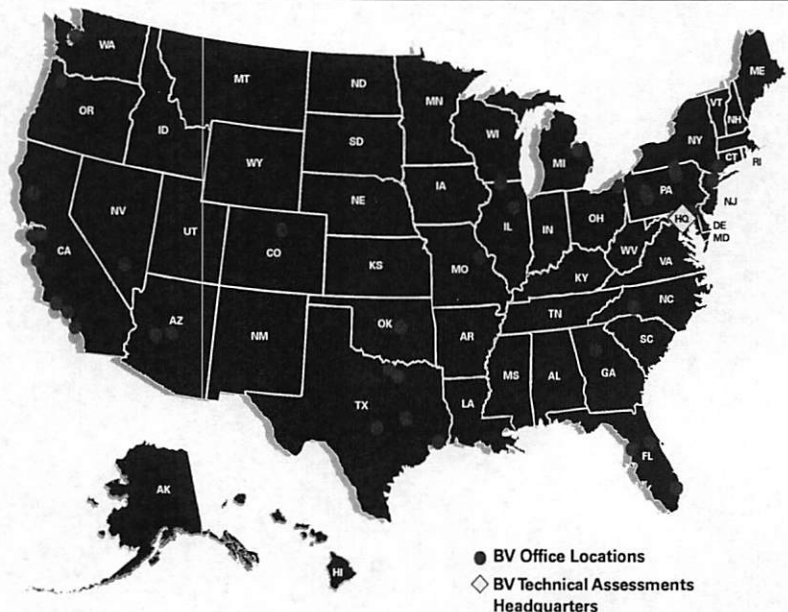 WA
MT
ND
MN
ME
VT
NH
OR
ID
SD
WI
MI
NY
CT
RI
WY
IA
PA
NJ
NE
NV
UT
CO
IL
IN
OH
HQ
DE
MD
CA
KS
MO
WV
VA
KY
NC
AZ
NM
OK
AR
TN
SC
TX
LA
MS
AL
GA
FL
AK
HI
BV Office Locations
BV Technical Assessments
Headquarters